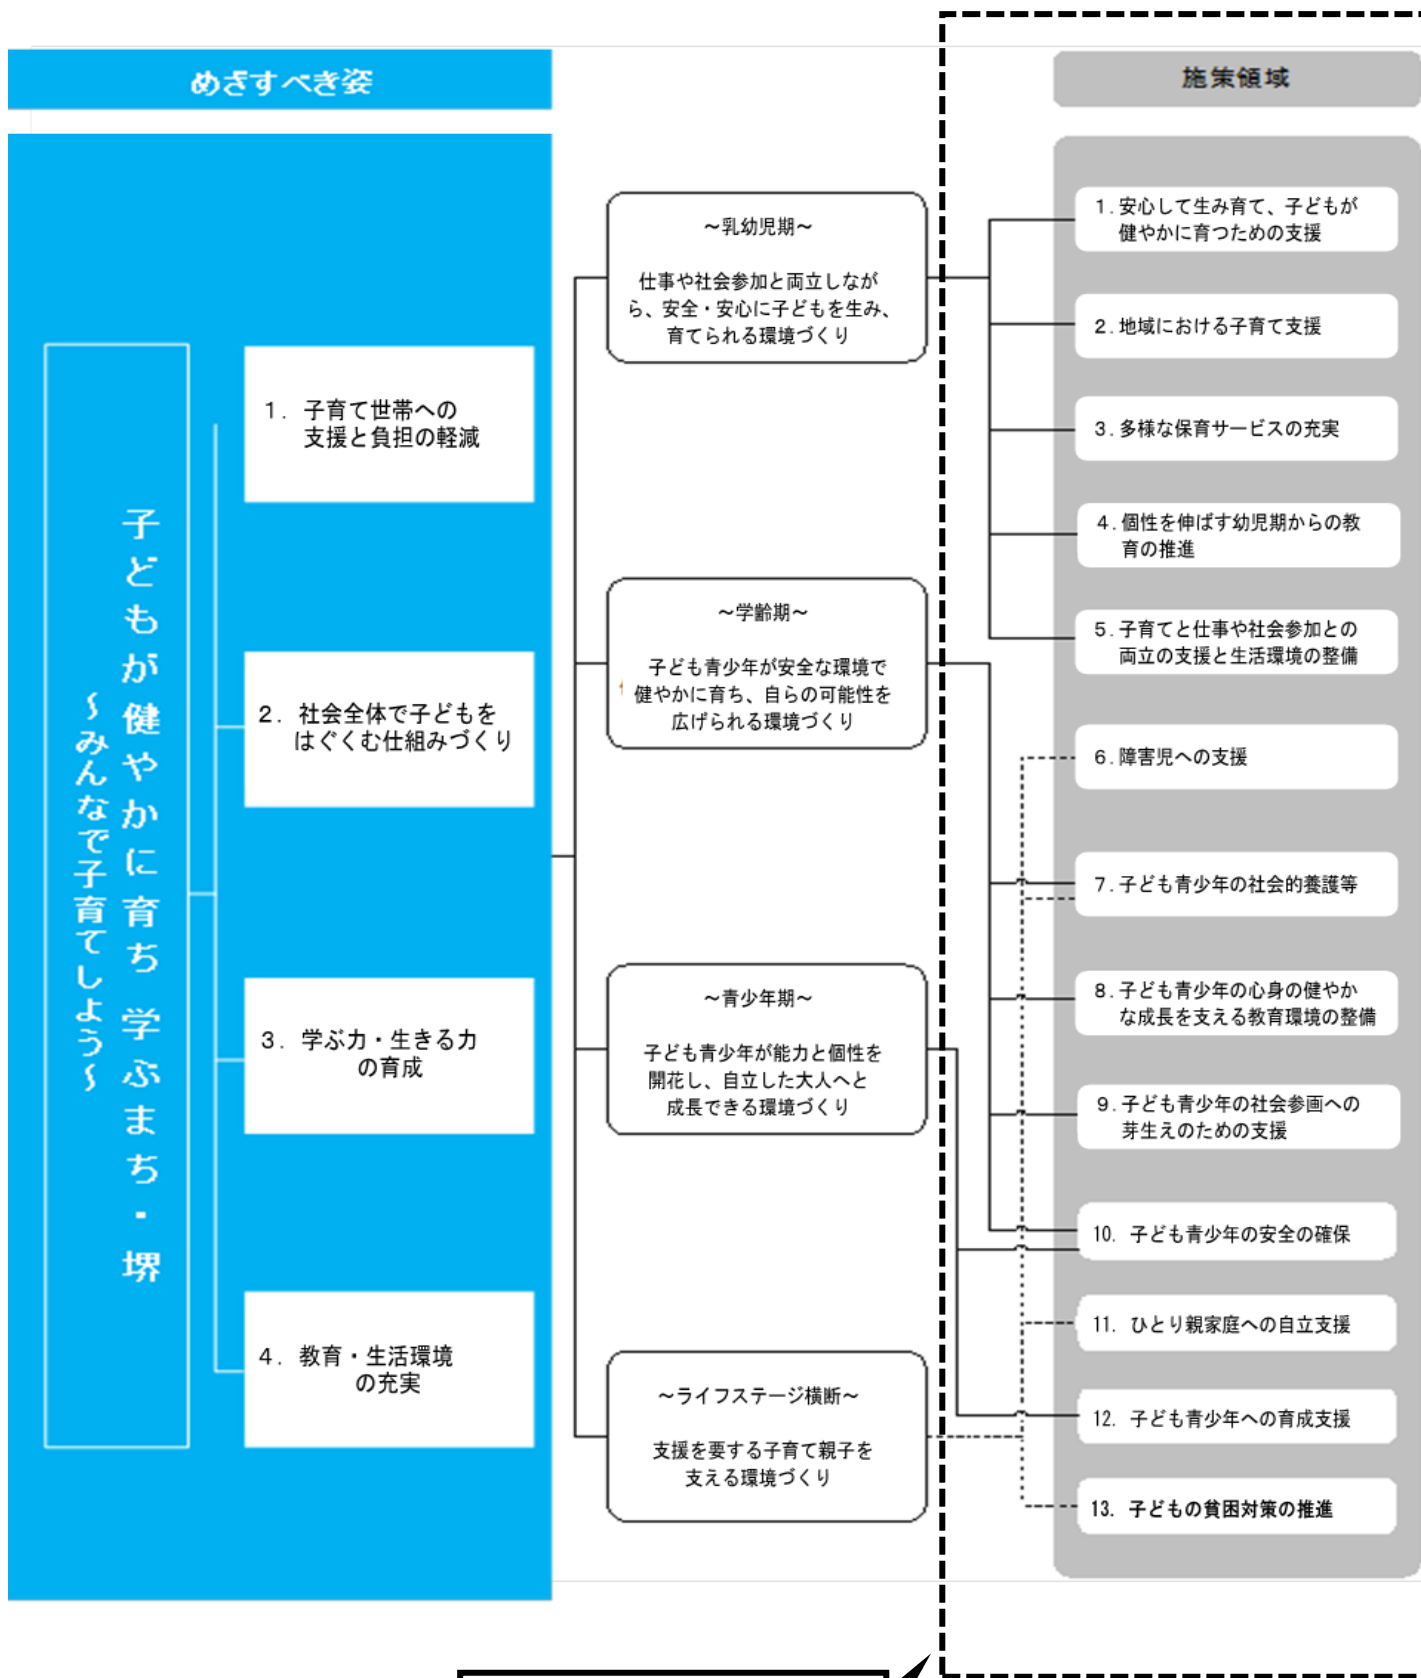 めざすべき姿
施策領域
子どもが健やかに育ち 学ぶまち・堺
～みんなで子育てしよう～
1. 子育て世帯への
支援と負担の軽減
2. 社会全体で子どもを
はぐくむ仕組みづくり
3. 学ぶ力・生きる力
の育成
4. 教育・生活環境
の充実
～乳幼児期～
仕事や社会参加と両立しなが
ら、安全・安心に子どもを生み、
育てられる環境づくり
～学齢期～
子ども青少年が安全な環境で
健やかに育ち、自らの可能性を
広げられる環境づくり
～青少年期～
子ども青少年が能力と個性を
開花し、自立した大人へと
成長できる環境づくり
～ライフステージ横断～
支援を要する子育て親子を
支える環境づくり
1. 安心して生み育て、子どもが
健やかに育つための支援
2. 地域における子育て支援
3. 多様な保育サービスの充実
4. 個性を伸ばす幼児期からの教
育の推進
5. 子育てと仕事や社会参加との
両立の支援と生活環境の整備
6. 障害児への支援
7. 子ども青少年の社会的養護等
8. 子ども青少年の心身の健やか
な成長を支える教育環境の整備
9. 子ども青少年の社会参画への
芽生えのための支援
10. 子ども青少年の安全の確保
11. ひとり親家庭への自立支援
12. 子ども青少年への育成支援
13. 子どもの貧困対策の推進